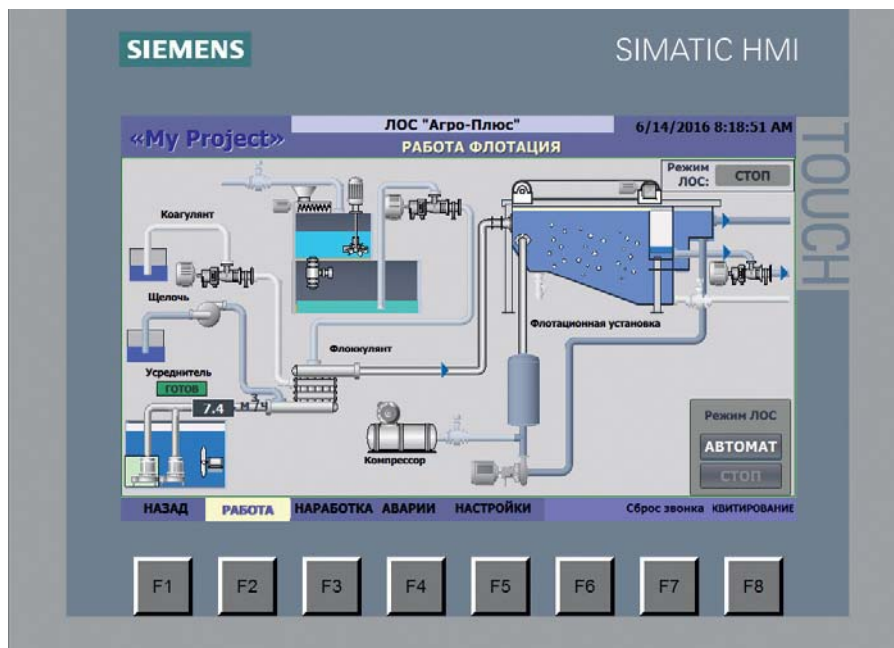 SIEMENS
SIMATIC HMI
TOUCH
«My Project»
ЛОС "Агро-Плюс"
6/14/2016 8:18:51 AM
РАБОТА ФЛОТАЦИЯ
Режим
ЛОС:
СТОП
Коагулянт
Щелочь
Флотационная установка
Флоккулянт
Усреднитель
ГОТОВ
7.4 м³/ч
Компрессор
Режим ЛОС
АВТОМАТ
СТОП
НАЗАД РАБОТА НАРАБОТКА АВАРИИ НАСТРОЙКИ Сброс звонка КВИТИРОВАНИЕ
F1 F2 F3 F4 F5 F6 F7 F8